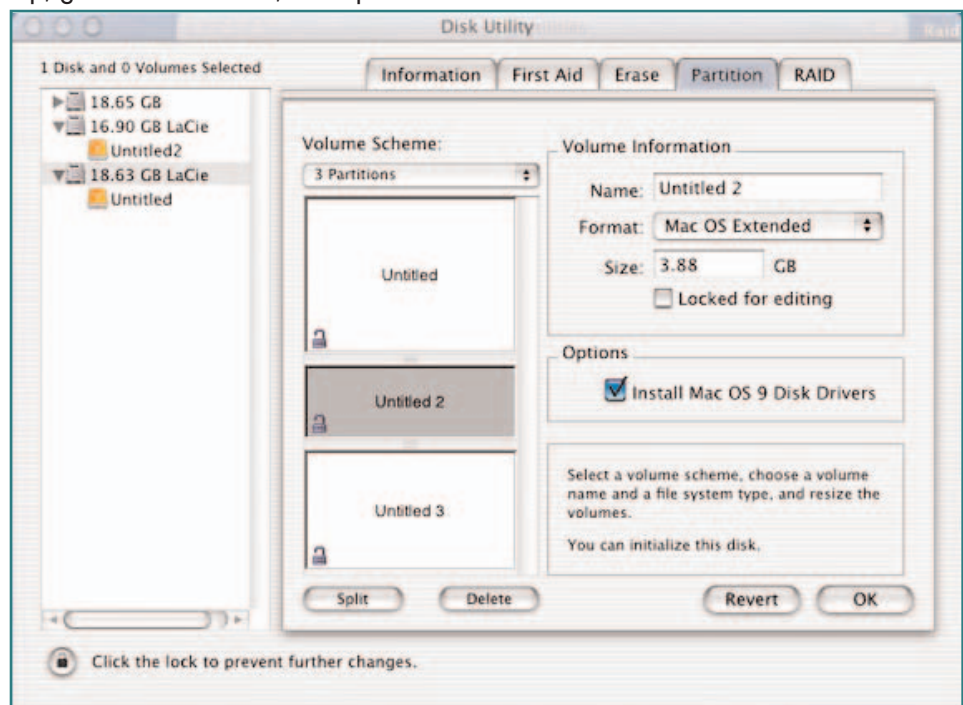 Disk Utility
1 Disk and 0 Volumes Selected
18.65 GB
16.90 GB LaCie
Untitled2
18.63 GB LaCie
Untitled
Information
First Aid
Erase
Partition
RAID
Volume Scheme:
3 Partitions
Untitled
Untitled 2
Untitled 3
Split
Delete
Volume Information
Name: Untitled 2
Format: Mac OS Extended
Size: 3.88 GB
Locked for editing
Options
Install Mac OS 9 Disk Drivers
Select a volume scheme, choose a volume
name and a file system type, and resize the
volumes.
You can initialize this disk.
Revert
OK
Click the lock to prevent further changes.